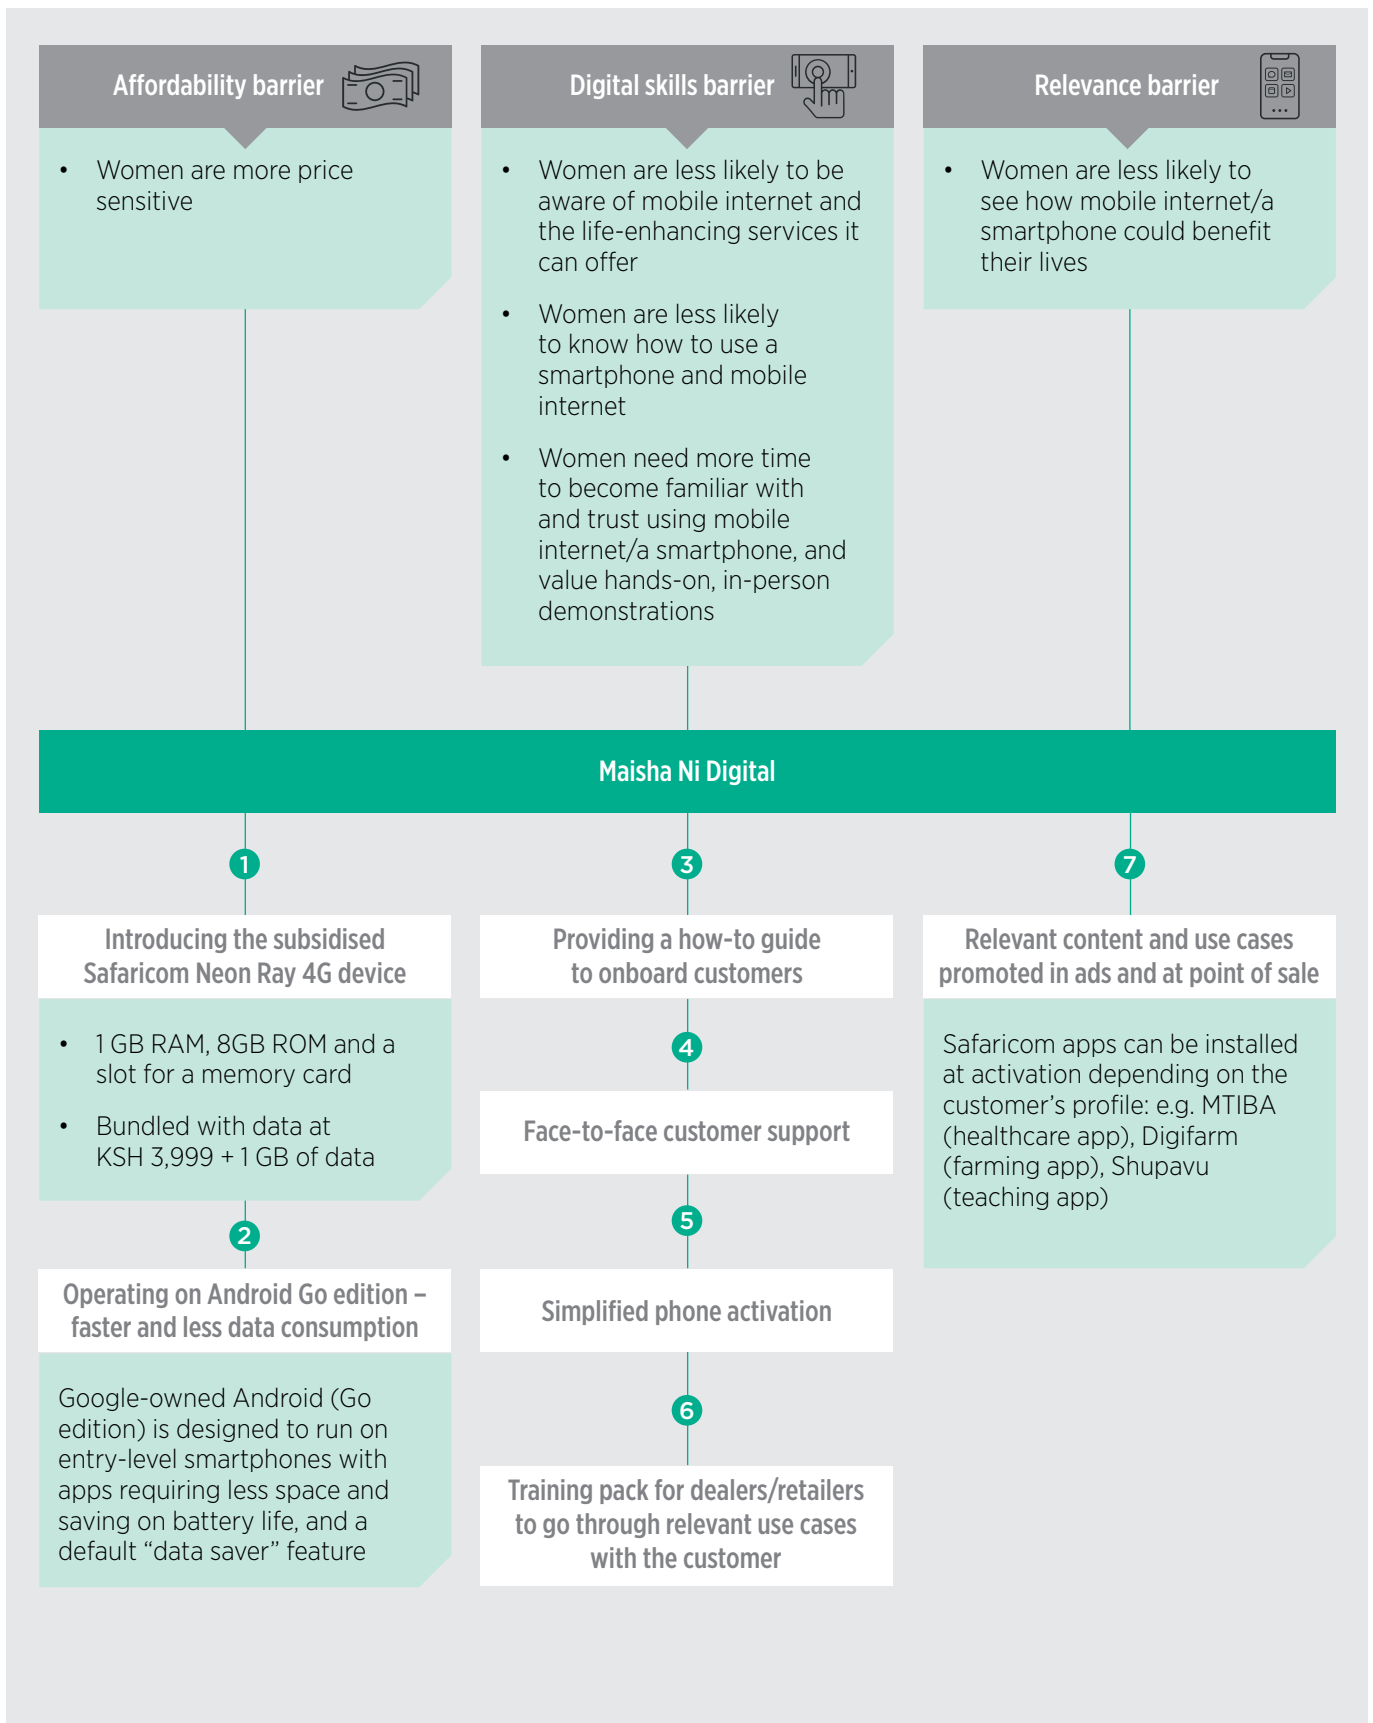 Affordability barrier
• Women are more price
sensitive
Digital skills barrier
• Women are less likely to be
aware of mobile internet and
the life-enhancing services it
can offer
• Women are less likely
to know how to use a
smartphone and mobile
internet
• Women need more time
to become familiar with
and trust using mobile
internet/a smartphone, and
value hands-on, in-person
demonstrations
Relevance barrier
• Women are less likely to
see how mobile internet/a
smartphone could benefit
their lives
Maisha Ni Digital
1
Introducing the subsidised
Safaricom Neon Ray 4G device
• 1 GB RAM, 8GB ROM and a
slot for a memory card
• Bundled with data at
KSH 3,999 + 1 GB of data
2
Operating on Android Go edition –
faster and less data consumption
Google-owned Android (Go
edition) is designed to run on
entry-level smartphones with
apps requiring less space and
saving on battery life, and a
default “data saver” feature
3
Providing a how-to guide
to onboard customers
4
Face-to-face customer support
5
Simplified phone activation
6
Training pack for dealers/retailers
to go through relevant use cases
with the customer
7
Relevant content and use cases
promoted in ads and at point of sale
Safaricom apps can be installed
at activation depending on the
customer’s profile: e.g. MTIBA
(healthcare app), Digifarm
(farming app), Shupavu
(teaching app)